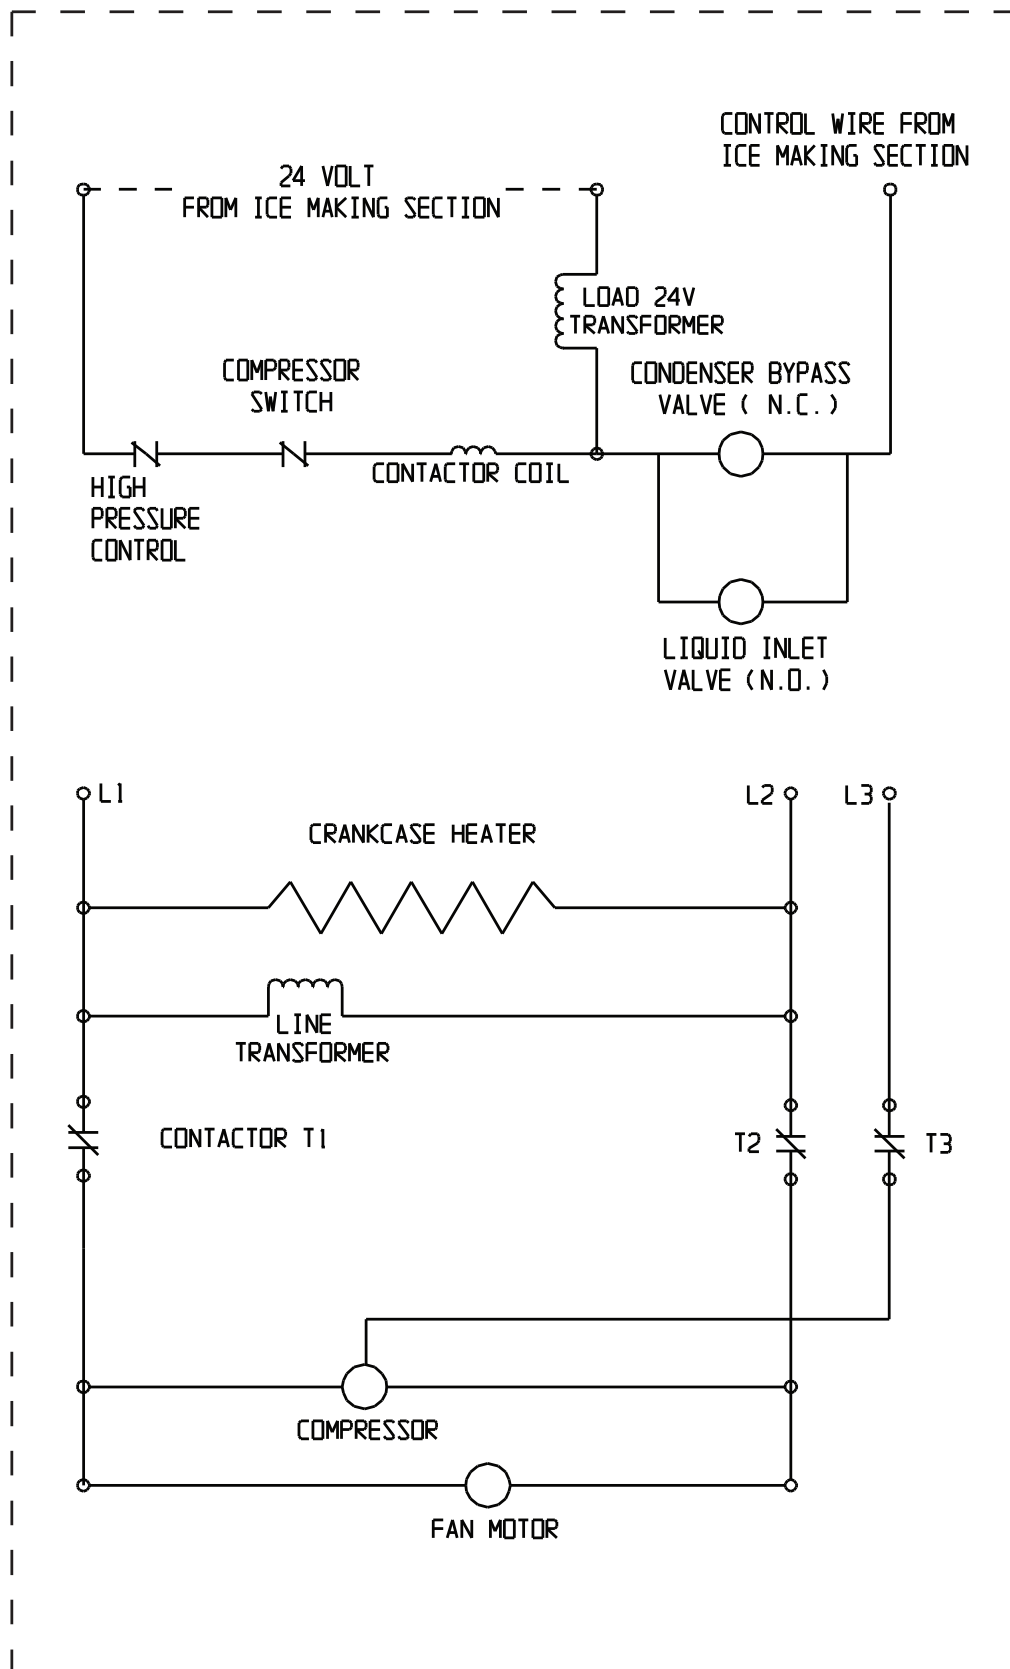 CONTROL WIRE FROM
ICE MAKING SECTION
24 VOLT
FROM ICE MAKING SECTION
LOAD 24V
TRANSFORMER
COMPRESSOR
SWITCH
CONDENSER BYPASS
VALVE ( N.C. )
CONTACTOR COIL
HIGH
PRESSURE
CONTROL
LIQUID INLET
VALVE (N.O. )
L1
L2
L3
CRANKCASE HEATER
LINE
TRANSFORMER
CONTACTOR T1
T2
T3
COMPRESSOR
FAN MOTOR